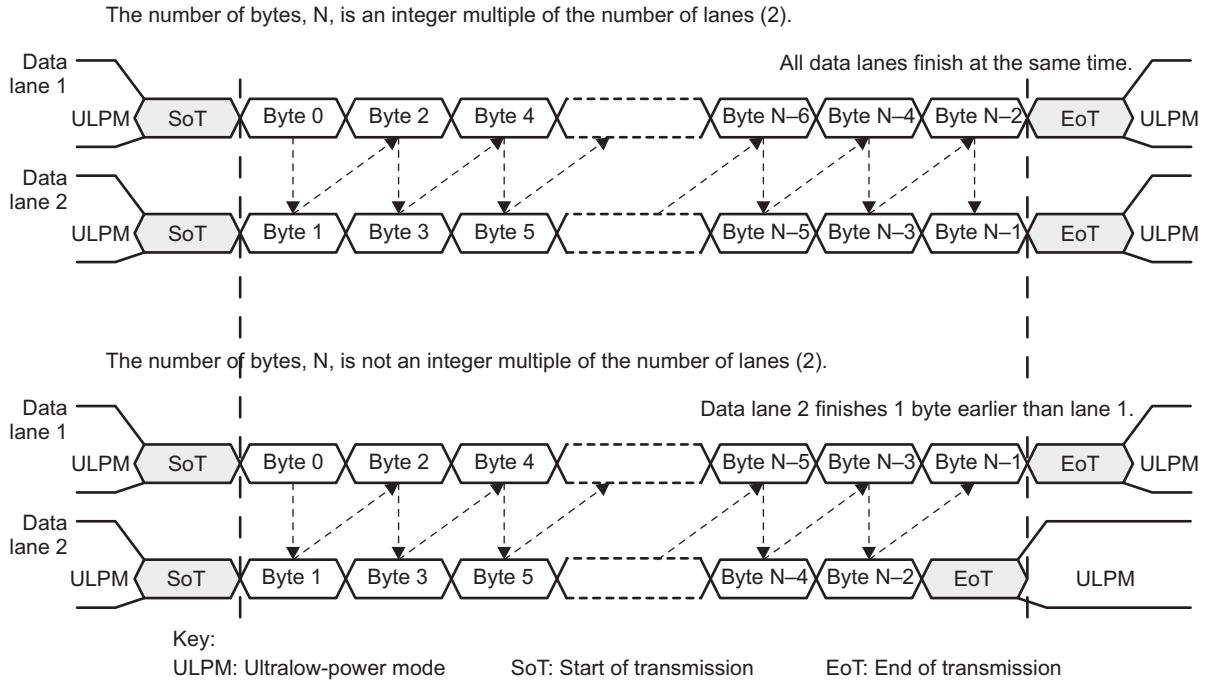 The number of bytes, N, is an integer multiple of the number of lanes (2).
Data
lane 1
All data lanes finish at the same time.
ULPM SoT Byte 0 Byte 2 Byte 4 Byte N–6 Byte N–4 Byte N–2 EoT ULPM
Data
lane 2
ULPM SoT Byte 1 Byte 3 Byte 5 Byte N–5 Byte N–3 Byte N–1 EoT ULPM
The number of bytes, N, is not an integer multiple of the number of lanes (2).
Data
lane 1
Data lane 2 finishes 1 byte earlier than lane 1.
ULPM SoT Byte 0 Byte 2 Byte 4 Byte N–5 Byte N–3 Byte N–1 EoT ULPM
Data
lane 2
ULPM SoT Byte 1 Byte 3 Byte 5 Byte N–4 Byte N–2 EoT ULPM
Key:
ULPM: Ultralow-power mode SoT: Start of transmission EoT: End of transmission